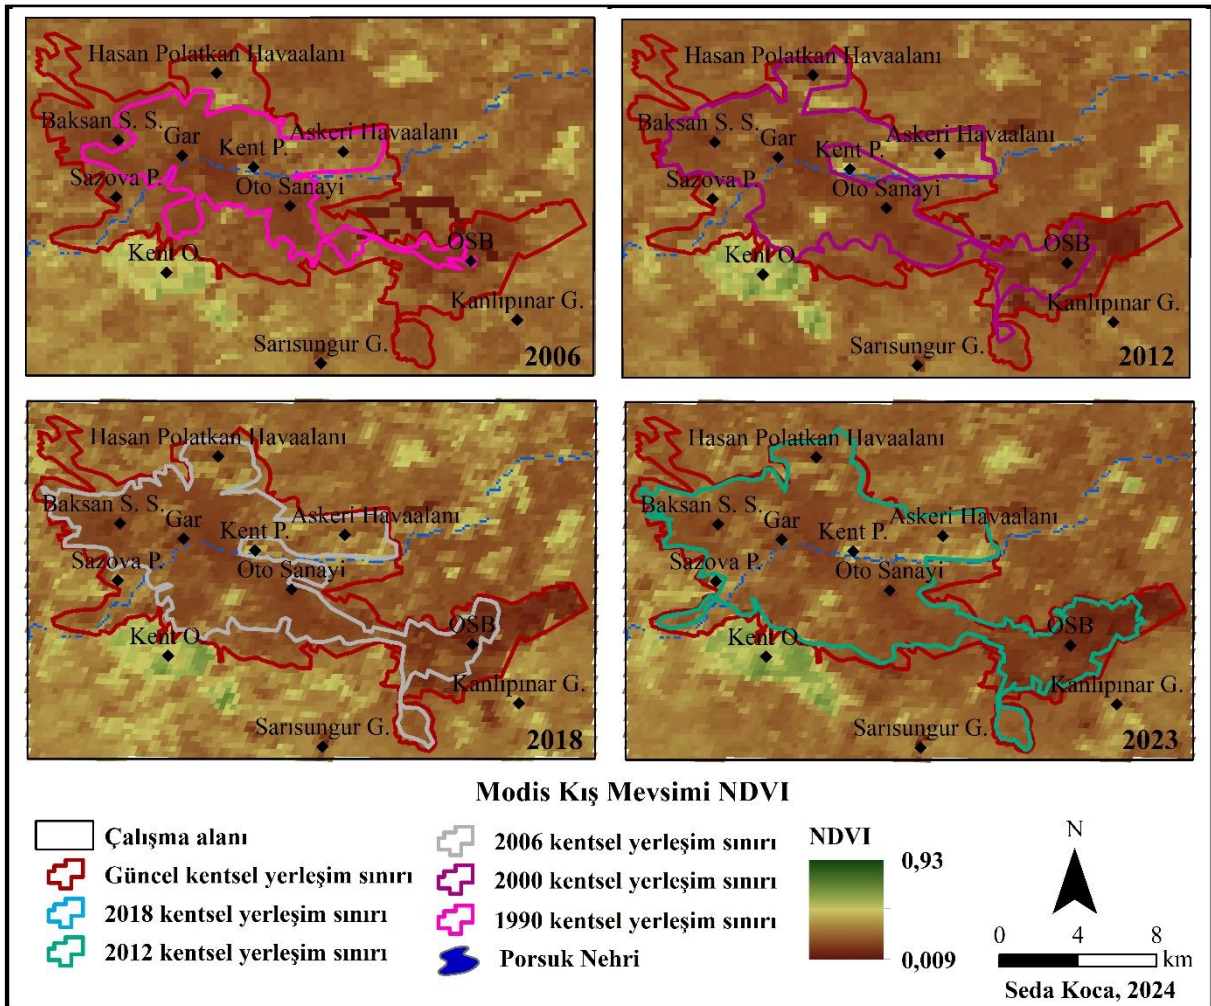 Hasan Polatkan Havaalanı
Baksan S. S.
Gar
Kent P.
Askeri Havaalanı
Sazova P.
Oto Sanayi
Kent O.
OSB
Kanlıpınar G.
Sarısungur G.
2006
Hasan Polatkan Havaalanı
Baksan S. S.
Gar
Kent P.
Askeri Havaalanı
Sazova P.
Oto Sanayi
Kent O.
OSB
Kanlıpınar G.
Sarısungur G.
2012
Hasan Polatkan Havaalanı
Baksan S. S.
Gar
Kent P.
Askeri Havaalanı
Sazova P.
Oto Sanayi
Kent O.
OSB
Kanlıpınar G.
Sarısungur G.
2018
Hasan Polatkan Havaalanı
Baksan S. S.
Gar
Kent P.
Askeri Havaalanı
Sazova P.
Oto Sanayi
Kent O.
OSB
Kanlıpınar G.
Sarısungur G.
2023
Modis Kış Mevsimi NDVI
Çalışma alanı
Güncel kentsel yerleşim sınırı
2018 kentsel yerleşim sınırı
2012 kentsel yerleşim sınırı
2006 kentsel yerleşim sınırı
2000 kentsel yerleşim sınırı
1990 kentsel yerleşim sınırı
Porsuk Nehri
NDVI
0,93
0,009
N
0 4 8
km
Seda Koca, 2024